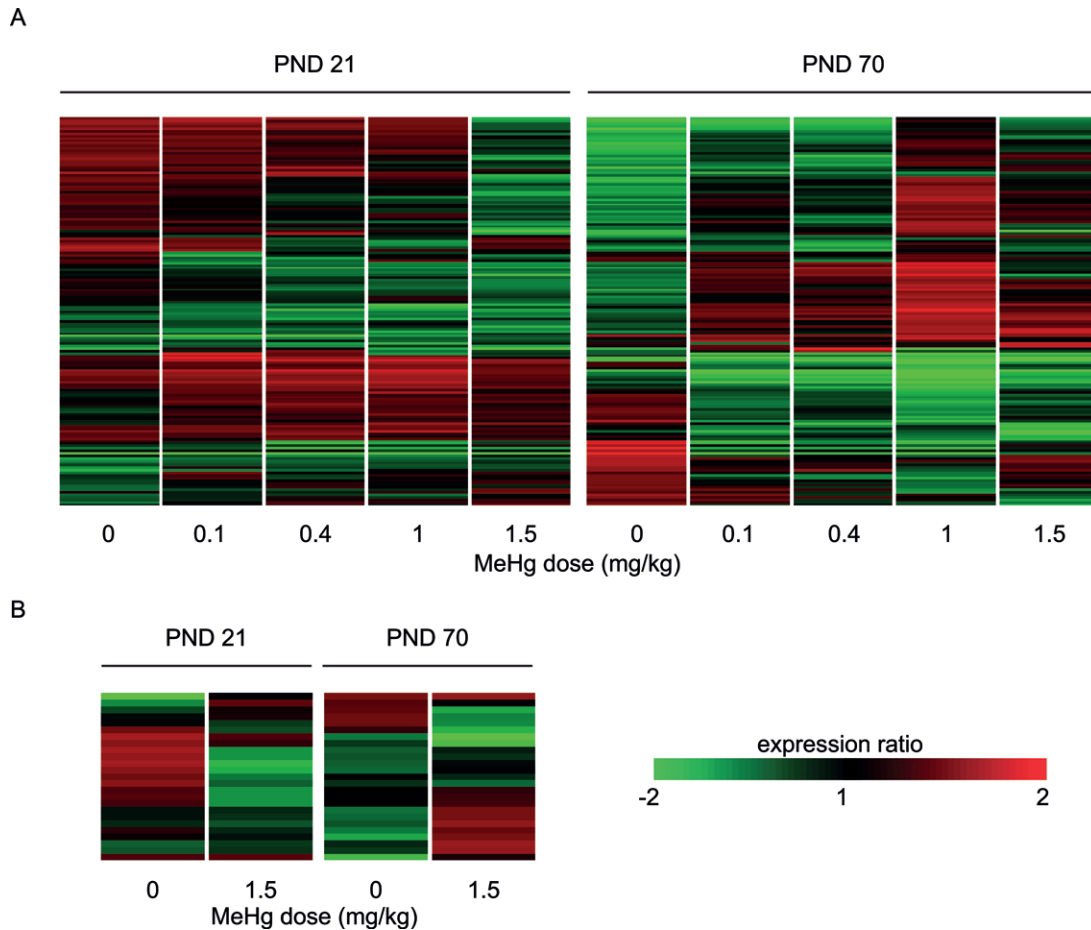 A
PND 21 PND 70
0 0.1 0.4 1 1.5 0 0.1 0.4 1 1.5
MeHg dose (mg/kg)
B
PND 21 PND 70
expression ratio
-2 1 2
0 1.5 0 1.5
MeHg dose (mg/kg)